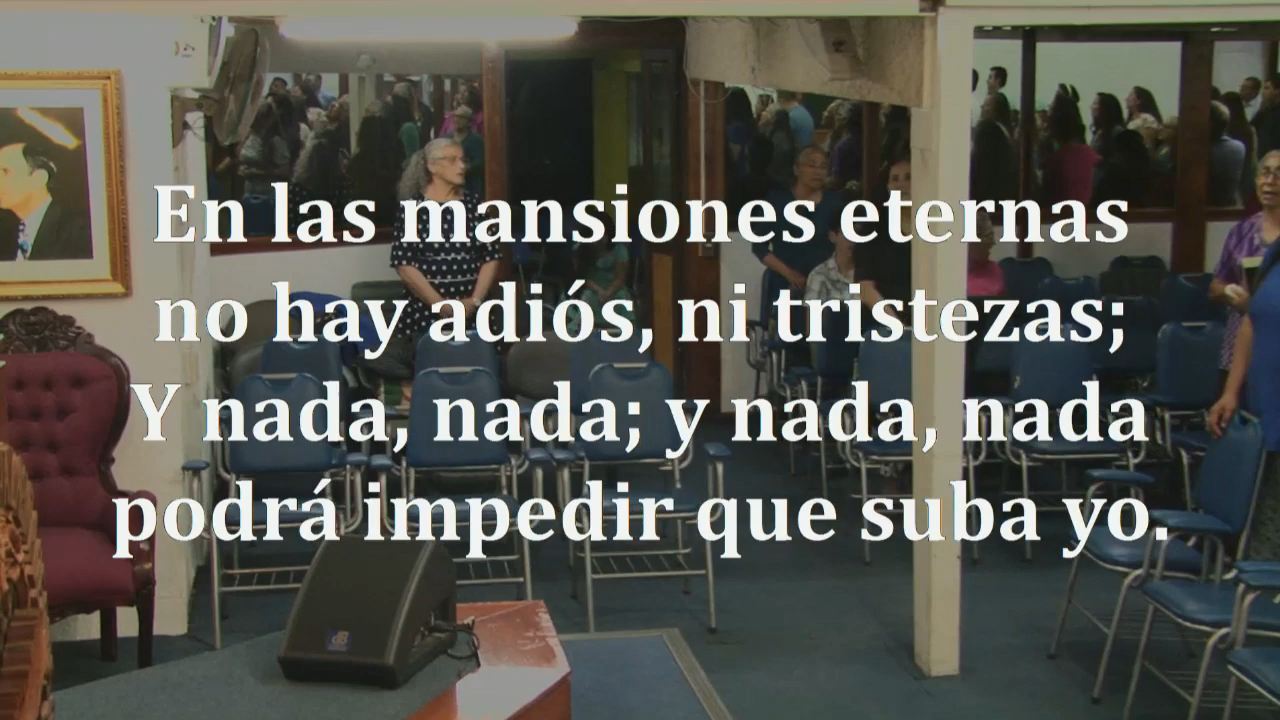 En las mansiones eternas
no hay adiós, ni tristezas;
Y nada, nada; y nada, nada
podrá impedir que suba yo.